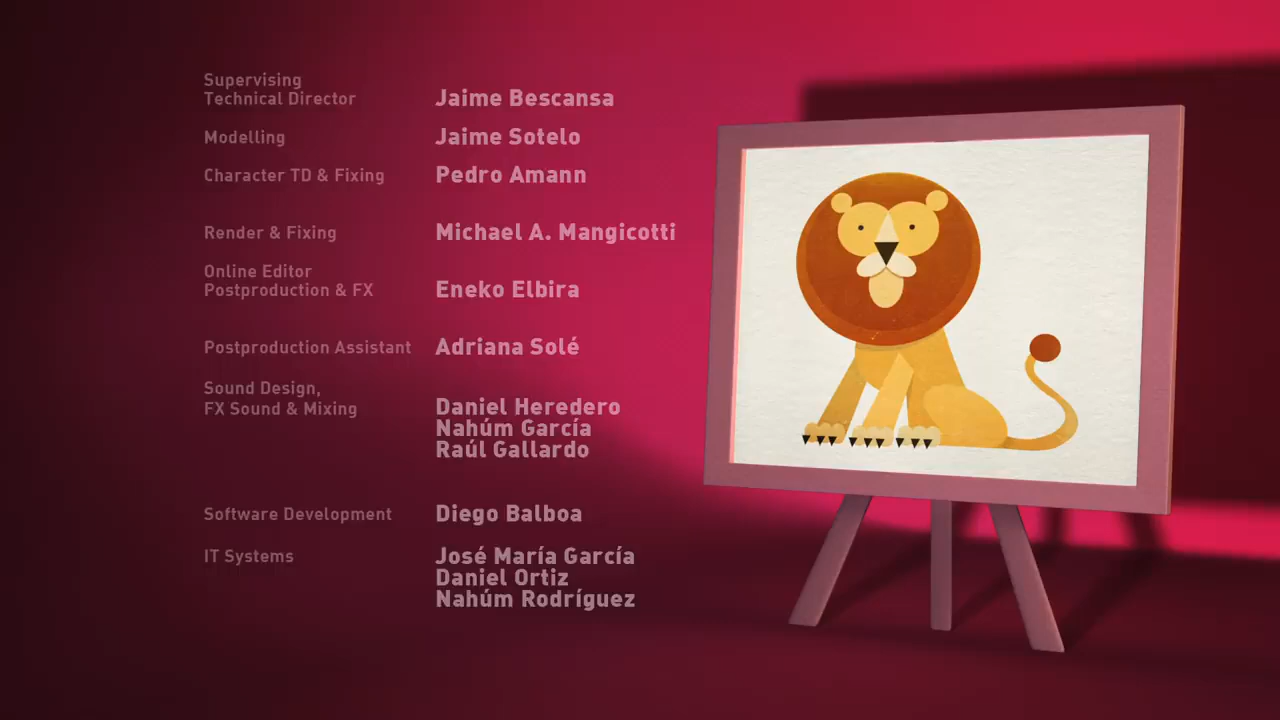 Supervising
Technical Director Jaime Bescansa
Modelling Jaime Sotelo
Character TD & Fixing Pedro Amann
Render & Fixing Michael A. Mangicotti
Online Editor
Postproduction & FX Eneko Elbira
Postproduction Assistant Adriana Solé
Sound Design,
FX Sound & Mixing Daniel Heredero
Nahúm García
Raúl Gallardo
Software Development Diego Balboa
IT Systems José María García
Daniel Ortiz
Nahúm Rodríguez